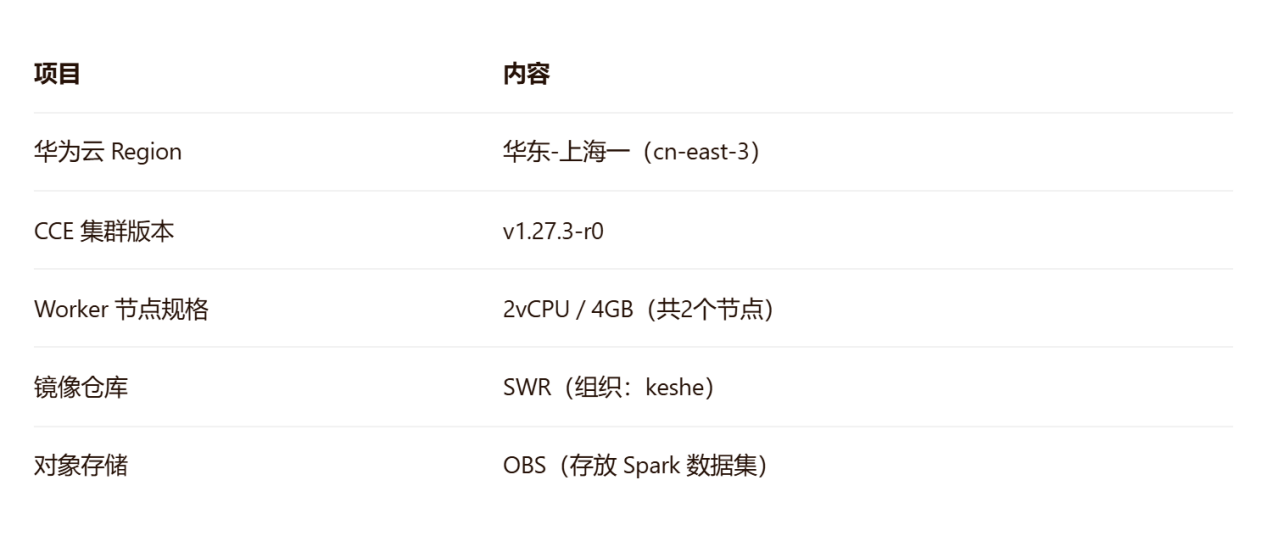 项目 内容
华为云 Region 华东-上海一（cn-east-3）
CCE 集群版本 v1.27.3-r0
Worker 节点规格 2vCPU / 4GB（共2个节点）
镜像仓库 SWR（组织：keshe）
对象存储 OBS（存放 Spark 数据集）